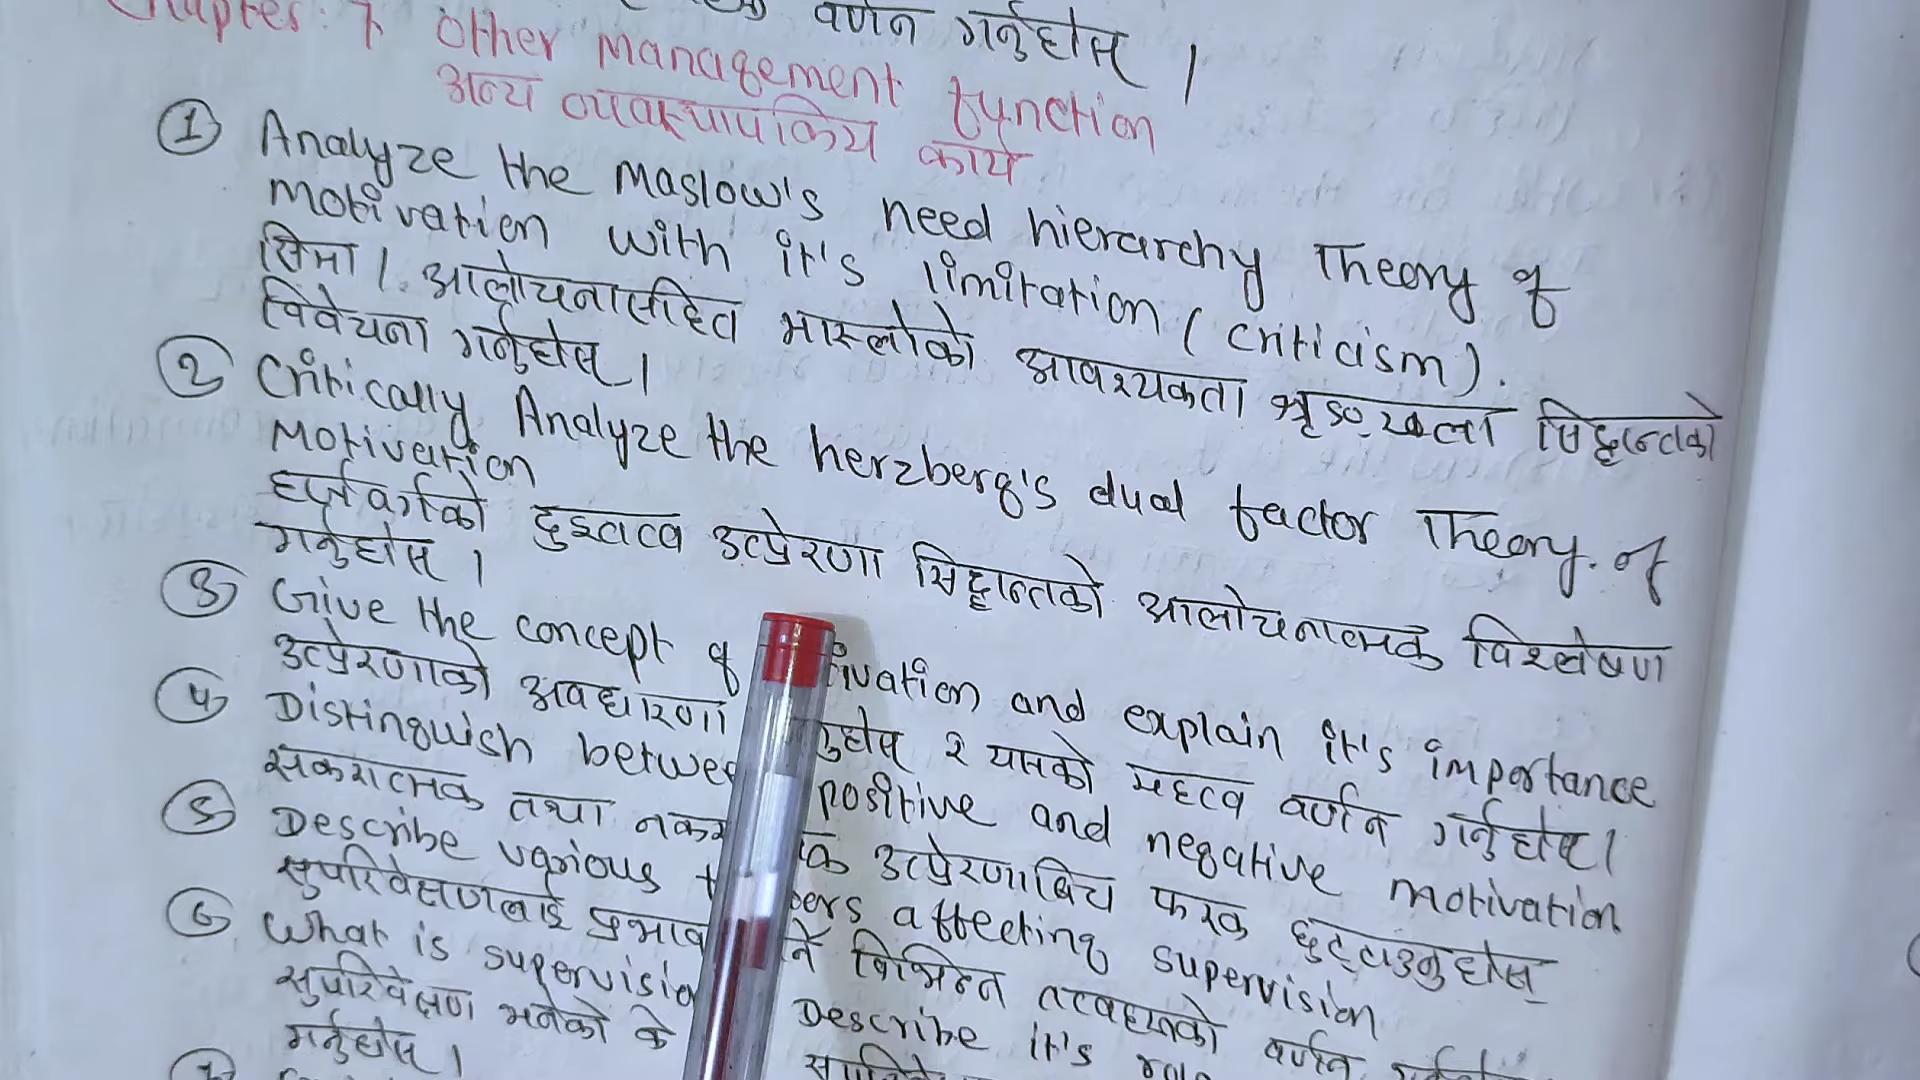 वर्णन गर्नुहोस् ।
Chapter: 7. Other management function
अन्य व्यवस्थापकिय कार्य
① Analyze the Maslow's need hierarchy Theory of
motivation with it's limitation (criticism).
सिमा / आलोचनासहित मास्लोको आवश्यकता श्रृङ्खला सिद्धान्तको
विवेचना गर्नुहोस् ।
② Critically Analyze the herzberg's dual factor Theory. of
Motivation
हर्जवर्गको दुइतत्व उत्प्रेरणा सिद्धान्तको आलोचनात्मक विश्लेषण
गर्नुहोस् ।
③ Give the concept of ivation and explain it's importance
उत्प्रेरणाको अवधारणा नुहोस् र यसको महत्व वर्णन गर्नुहोस् ।
④ Distinguish betwee positive and negative motivation
सकरात्मक तथा नकरा क उत्प्रेरणाबिच फरक छुट्टाउनुहोस्
⑤ Describe various affecting supervision
सुपरिवेक्षणलाई प्रभाव ने विभिन्न तत्वहरुको वर्णन
⑥ What is supervisio Describe it's
सुपरिवेक्षण भनेको के
गर्नुहोस् ।